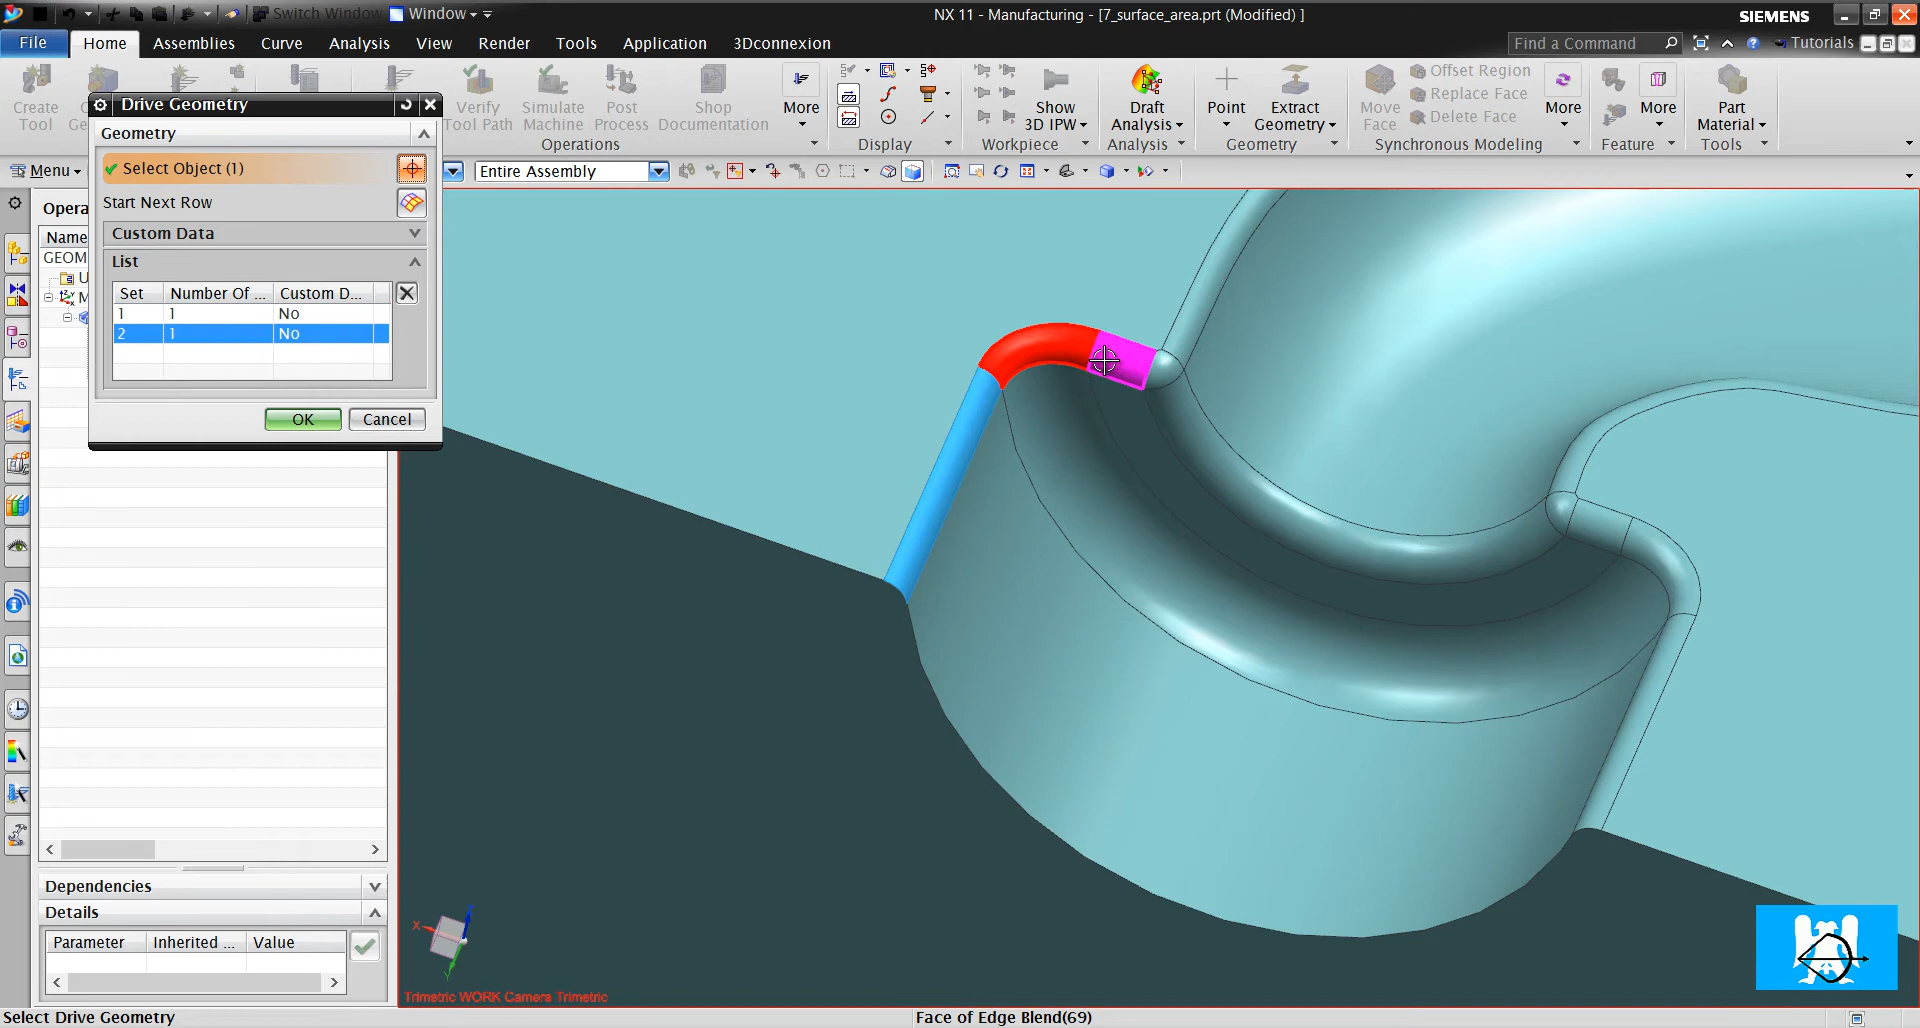 Switch Window
Window
NX 11 - Manufacturing - [7_surface_area.prt (Modified) ]
SIEMENS
File
Home
Assemblies
Curve
Analysis
View
Render
Tools
Application
3Dconnexion
Find a Command
Tutorials
Create
Tool
Verify
Tool Path
Simulate
Machine
Post
Process
Shop
Documentation
More
Operations
Display
Show
3D IPW
Workpiece
Draft
Analysis
Analysis
Point
Extract
Geometry
Geometry
Move
Face
Offset Region
Replace Face
Delete Face
More
Synchronous Modeling
More
Feature
Part
Material
Tools
Menu
Entire Assembly
Drive Geometry
Geometry
Select Object (1)
Start Next Row
Custom Data
List
Set Number Of ... Custom D...
1 1 No
2 1 No
OK Cancel
Opera
Name
GEOM
Dependencies
Details
Parameter Inherited ... Value
X
Y
Trimetric WORK Camera Trimetric
Select Drive Geometry
Face of Edge Blend(69)